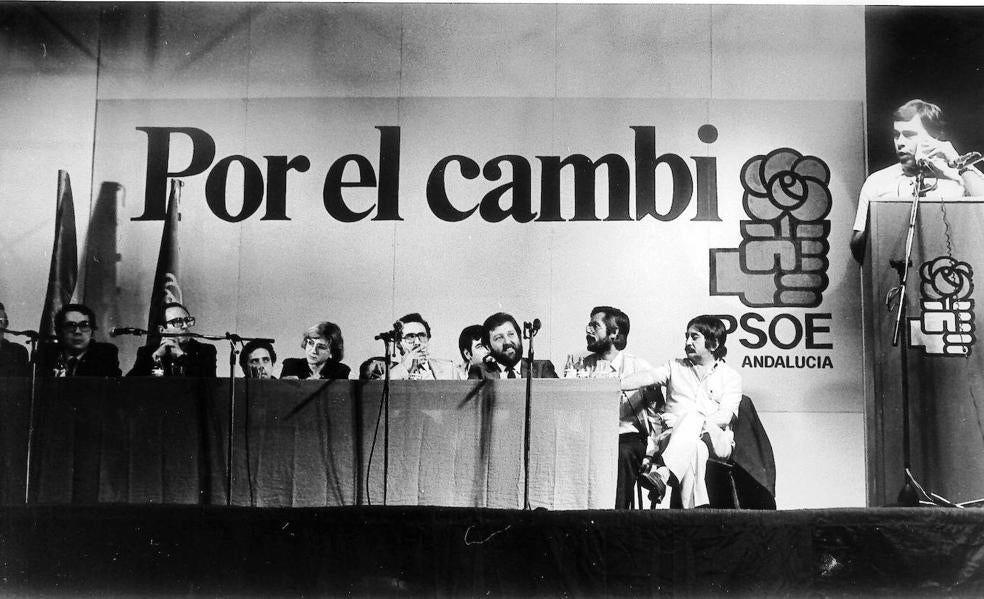 Por el cambi
PSOE
ANDALUCIA